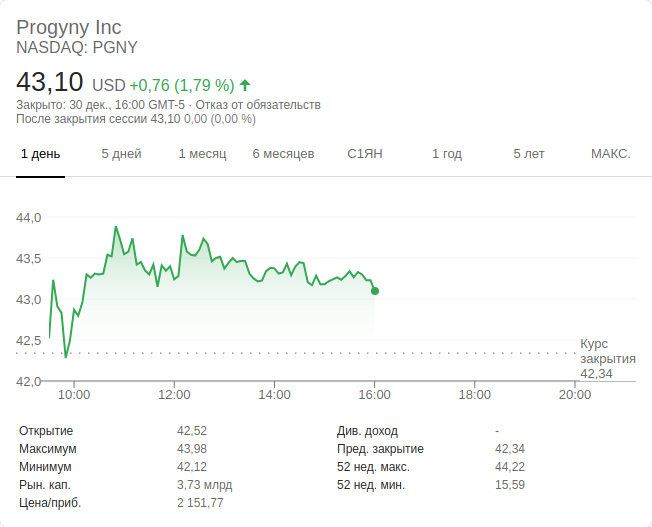 Progyny Inc
NASDAQ: PGNY
43,10 USD +0,76 (1,79 %)
Закрыто: 30 дек., 16:00 GMT-5 · Отказ от обязательств
После закрытия сессии 43,10 0,00 (0,00 %)
1 день 5 дней 1 месяц 6 месяцев С1ЯН 1 год 5 лет МАКС.
44,0
43,5
43,0
42,5
42,0
Курс
закрытия
42,34
10:00 12:00 14:00 16:00 18:00 20:00
Открытие 42,52 Див. доход -
Максимум 43,98 Пред. закрытие 42,34
Минимум 42,12 52 нед. макс. 44,22
Рын. кап. 3,73 млрд 52 нед. мин. 15,59
Цена/приб. 2 151,77